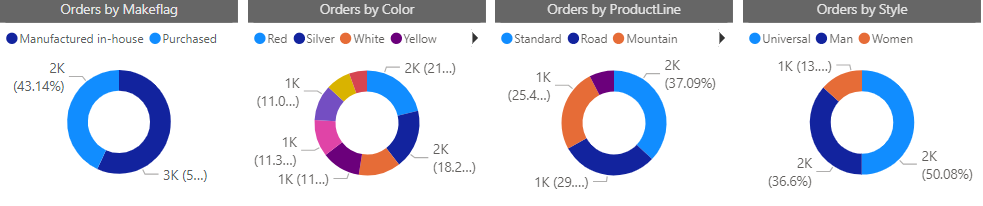 Orders by Makeflag
Manufactured in-house Purchased
2K
(43.14%)
3K (5...)
Orders by Color
Red Silver White Yellow
2K (21...)
1K
(11.0...)
1K
(11.3...)
1K (11...)
2K
(18.2...)
Orders by ProductLine
Standard Road Mountain
2K
(37.09%)
1K
(25.4...)
1K (29....)
Orders by Style
Universal Man Women
1K (13....)
2K
(36.6%)
2K
(50.08%)